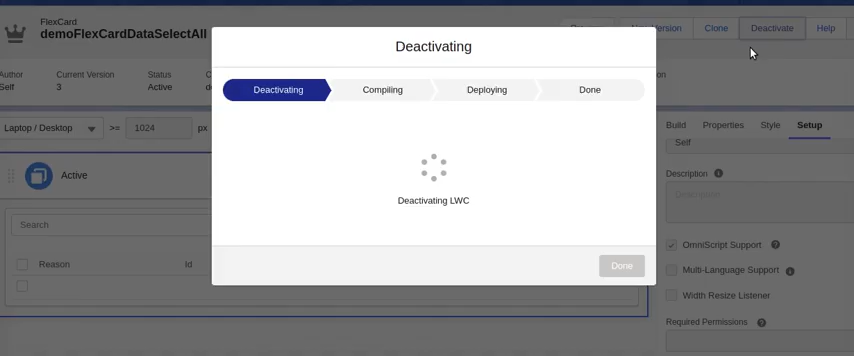 FlexCard
demoFlexCardDataSelectAll
Version
Clone
Deactivate
Help
Author
Current Version
Status
Self
3
Active
Deactivating
Deactivating
Compiling
Deploying
Done
Deactivating LWC
Done
Laptop / Desktop
>=
1024
px
Active
Search
Reason
Id
Build
Properties
Style
Setup
Self
Description
Description
OmniScript Support
Multi-Language Support
Width Resize Listener
Required Permissions